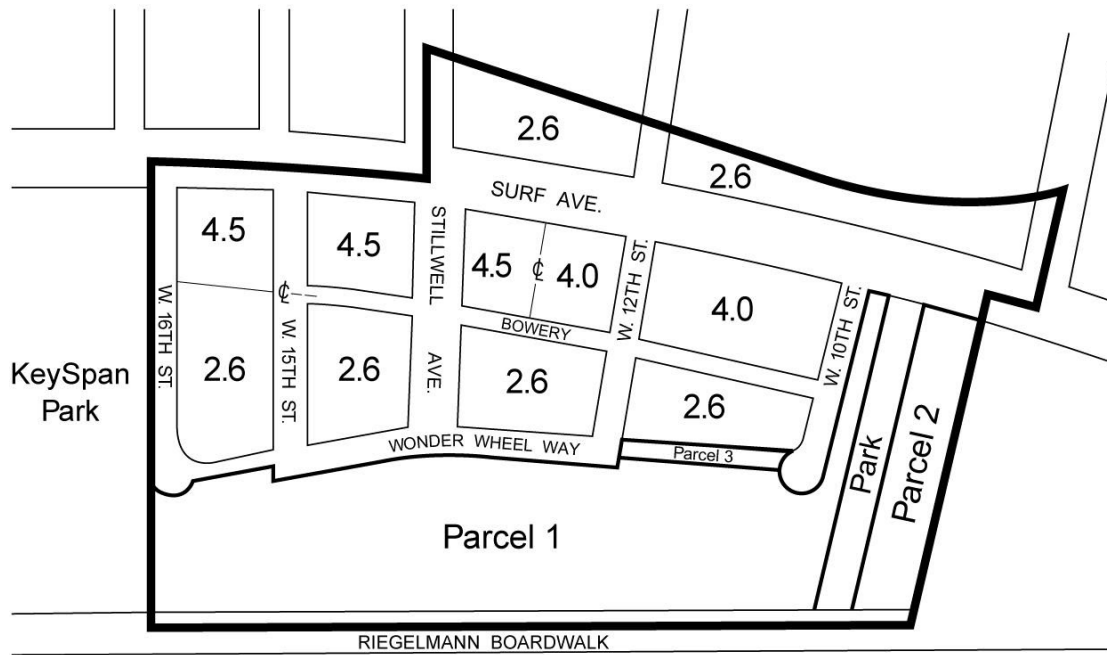 2.6
2.6
SURF AVE.
4.5
4.5
STILLWELL
AVE.
4.5
℄
4.0
W. 12TH ST.
4.0
W. 10TH ST.
℄
BOWERY
W. 16TH ST.
2.6
W. 15TH ST.
2.6
2.6
2.6
KeySpan
Park
WONDER WHEEL WAY
Parcel 3
Park
Parcel 2
Parcel 1
RIEGELMANN BOARDWALK